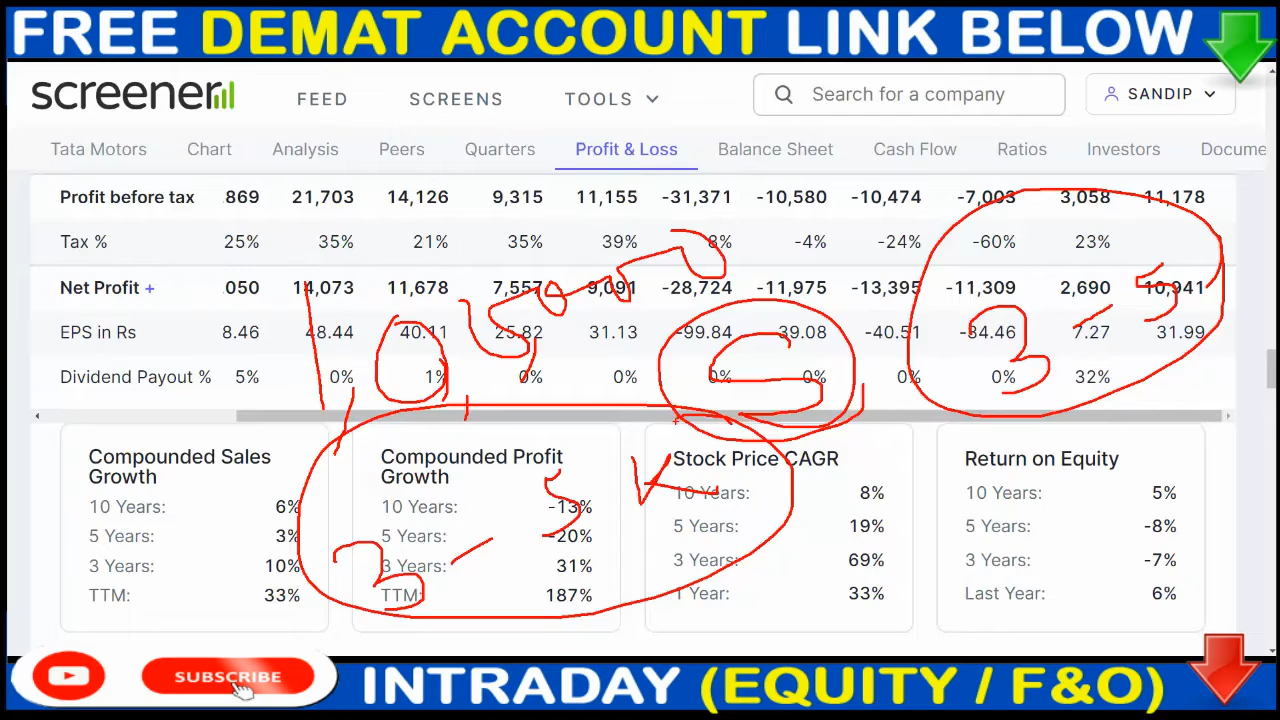 FREE DEMAT ACCOUNT LINK BELOW
screener
FEED SCREENS TOOLS
Search for a company
SANDIP
Tata Motors Chart Analysis Peers Quarters Profit & Loss Balance Sheet Cash Flow Ratios Investors Docume
Profit before tax 869 21,703 14,126 9,315 11,155 -31,371 -10,580 -10,474 -7,003 3,058 11,178
Tax % 25% 35% 21% 35% 39% 8% -4% -24% -60% 23%
Net Profit + 050 14,073 11,678 7,557 9,091 -28,724 -11,975 -13,395 -11,309 2,690 10,941
EPS in Rs 8.46 48.44 40.11 25.82 31.13 -99.84 -39.08 -40.51 -34.46 7.27 31.99
Dividend Payout % 5% 0% 1% 0% 0% 0% 0% 0% 0% 32%
3 - 5
Compounded Sales Growth
10 Years: 6%
5 Years: 3%
3 Years: 10%
TTM: 33%
Compounded Profit Growth
10 Years: -13%
5 Years: -20%
3 Years: 31%
TTM: 187%
3 - 5 K
Stock Price CAGR
10 Years: 8%
5 Years: 19%
3 Years: 69%
1 Year: 33%
Return on Equity
10 Years: 5%
5 Years: -8%
3 Years: -7%
Last Year: 6%
SUBSCRIBE
INTRADAY (EQUITY / F&O)